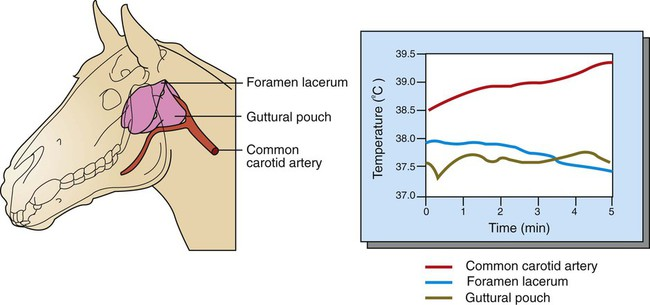 Foramen lacerum
Guttural pouch
Common
carotid artery
Temperature (°C)
39.5
39.0
38.5
38.0
37.5
37.0
0 1 2 3 4 5
Time (min)
Common carotid artery
Foramen lacerum
Guttural pouch